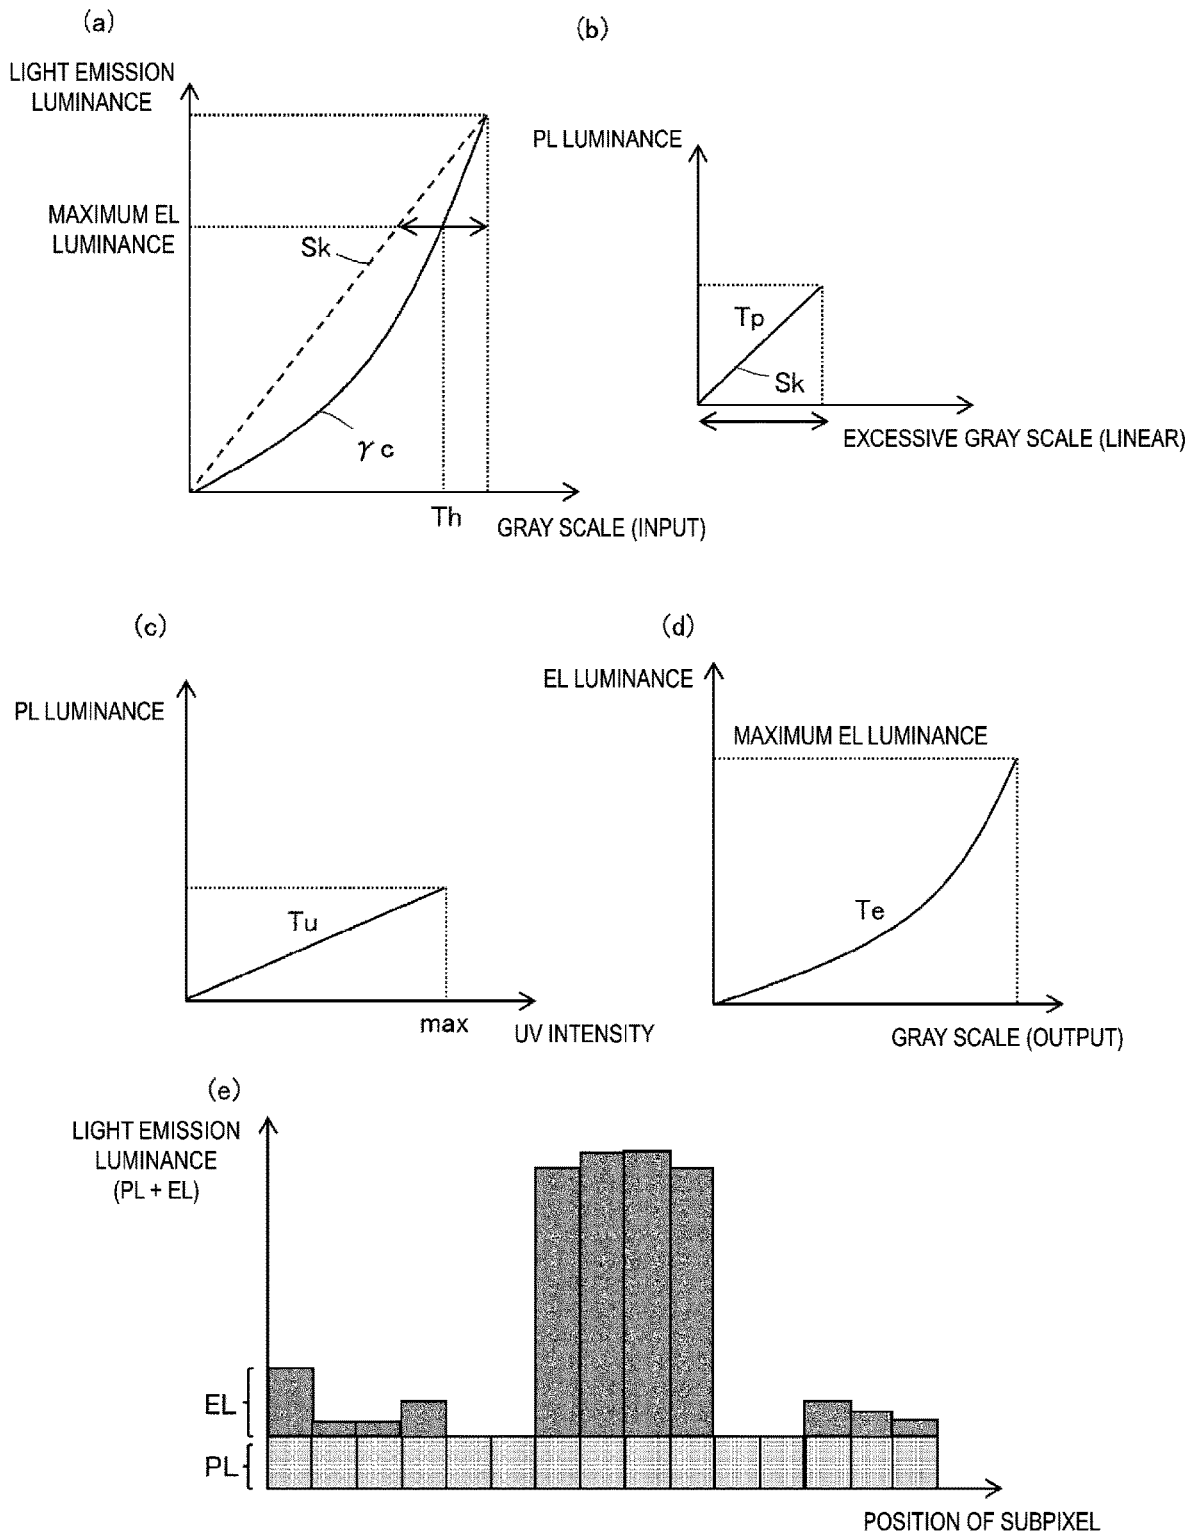 (a)
LIGHT EMISSION
LUMINANCE
MAXIMUM EL
LUMINANCE
Sk
γc
Th
GRAY SCALE (INPUT)
(b)
PL LUMINANCE
Tp
Sk
EXCESSIVE GRAY SCALE (LINEAR)
(c)
PL LUMINANCE
Tu
max
UV INTENSITY
(d)
EL LUMINANCE
MAXIMUM EL LUMINANCE
Te
GRAY SCALE (OUTPUT)
(e)
LIGHT EMISSION
LUMINANCE
(PL + EL)
EL
PL
POSITION OF SUBPIXEL